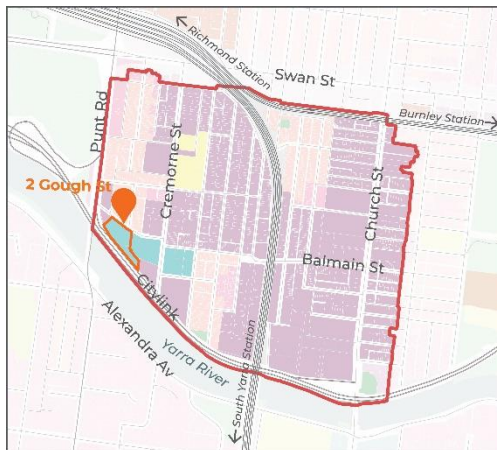 Richmond Station
Swan St
Burnley Station
Punt Rd
Cremorne St
Church St
2 Gough St
Balmain St
Citylink
Alexandra Av
Yarra River
South Yarra Station